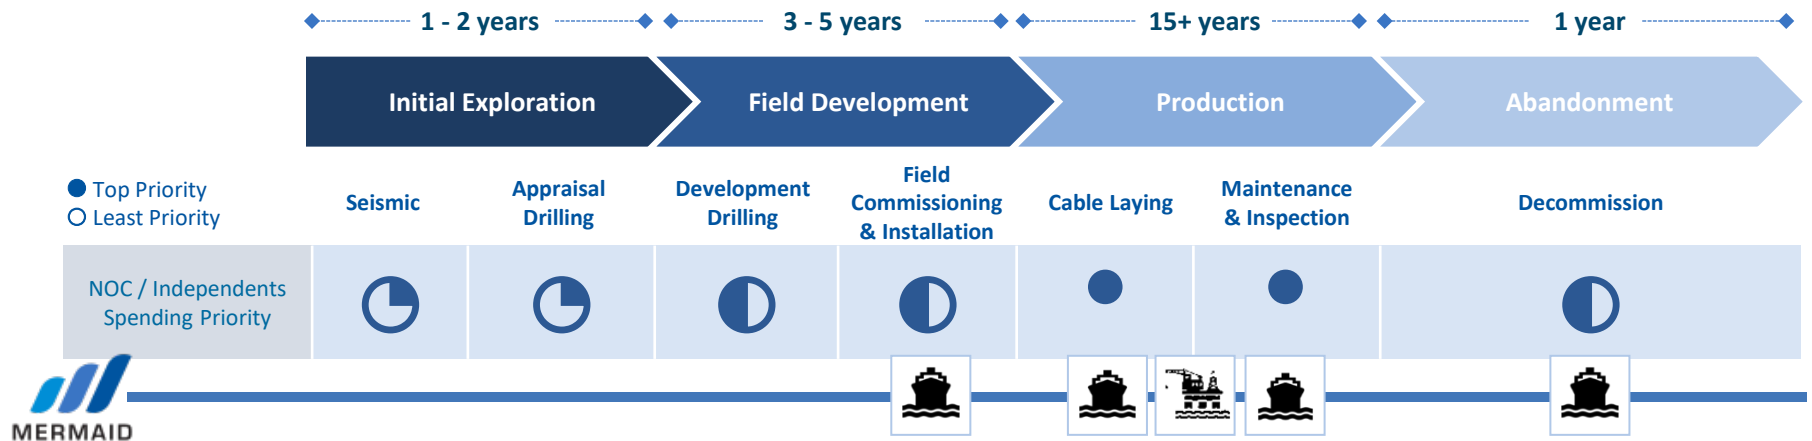 1 - 2 years
3 - 5 years
15+ years
1 year
Initial Exploration
Field Development
Production
Abandonment
Top Priority
Least Priority
Seismic
Appraisal
Drilling
Development
Drilling
Field
Commissioning
& Installation
Cable Laying
Maintenance
& Inspection
Decommission
NOC / Independents
Spending Priority
MERMAID